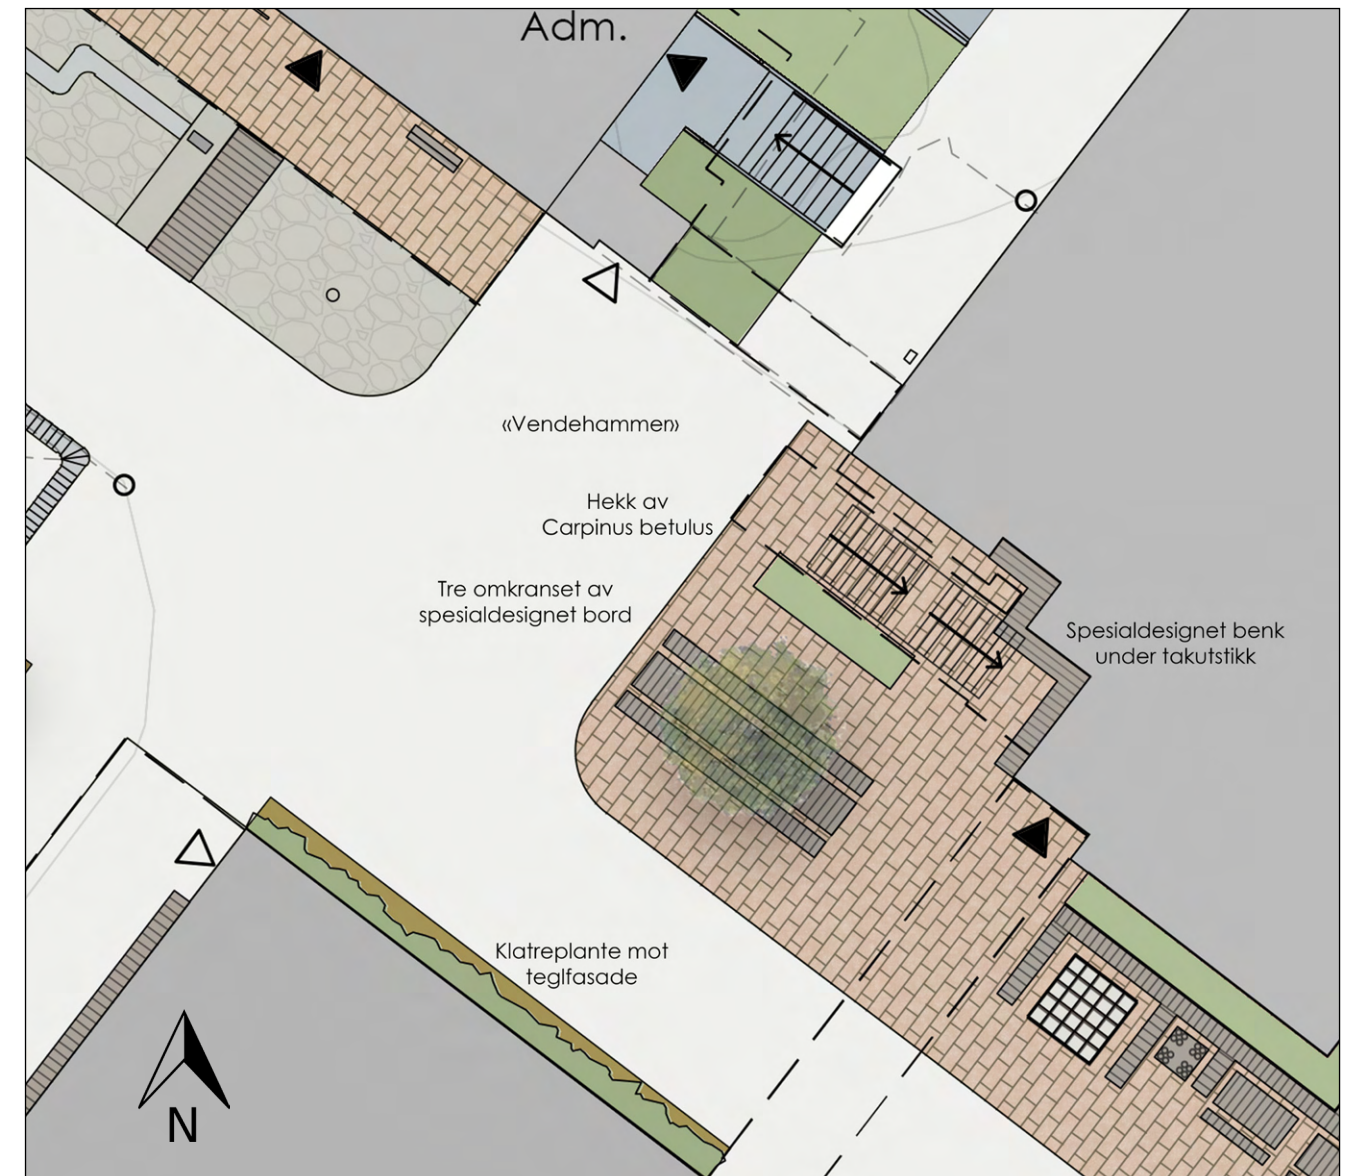 Adm.
«Vendehammen»
Hekk av
Carpinus betulus
Tre omkranset av
spesialdesignet bord
Spesialdesignet benk
under takutstikk
Klatreplante mot
teglfasade
N